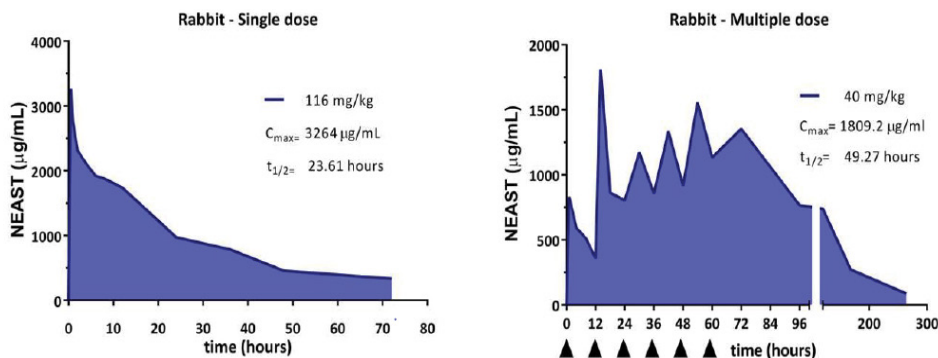 Rabbit - Single dose
4000
3000
2000
1000
0
NEAST (µg/mL)
116 mg/kg
Cmax= 3264 µg/mL
t1/2= 23.61 hours
0 10 20 30 40 50 60 70 80
time (hours)
Rabbit - Multiple dose
2000
1500
1000
500
0
NEAST (µg/mL)
40 mg/kg
Cmax= 1809.2 µg/ml
t1/2= 49.27 hours
0 12 24 36 48 60 72 84 96 200 300
time (hours)